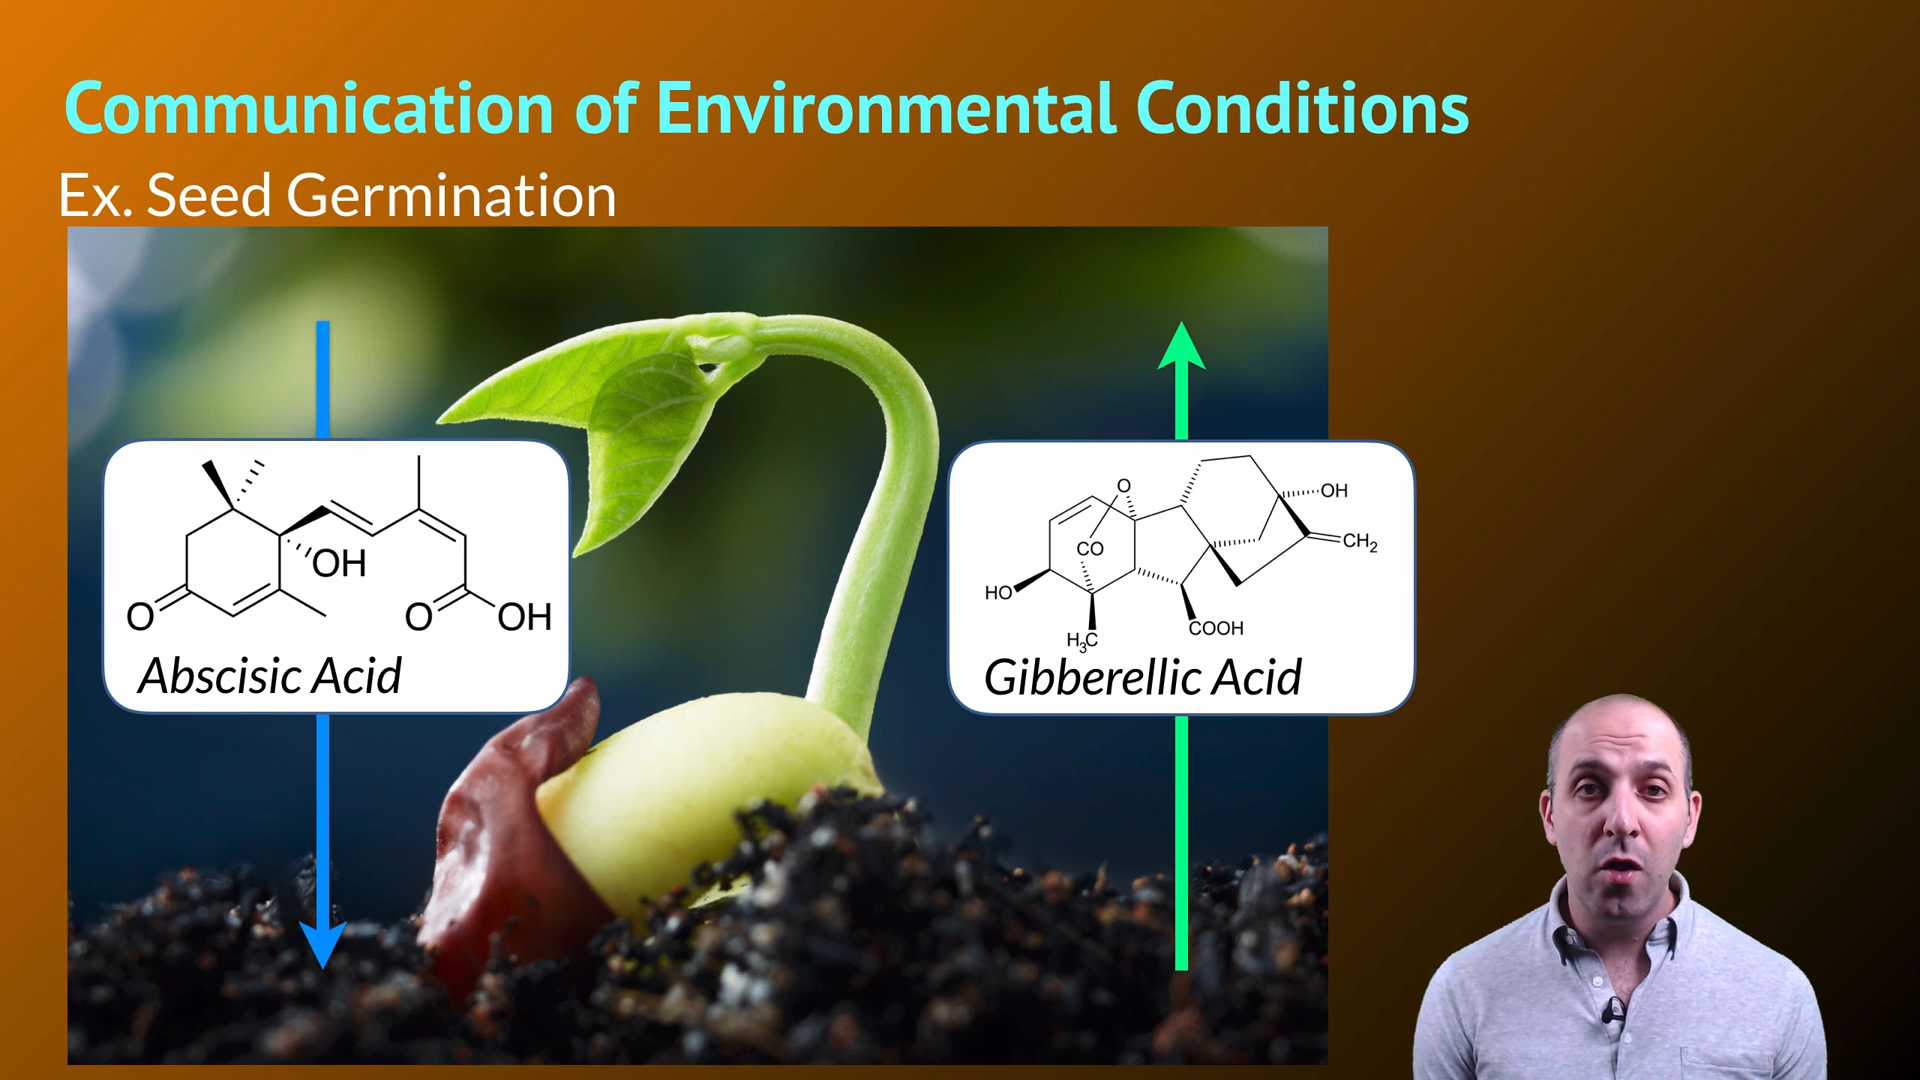 Communication of Environmental Conditions
Ex. Seed Germination
OH
O
O
OH
Abscisic Acid
O
OH
CO
CH2
HO
COOH
H3C
Gibberellic Acid